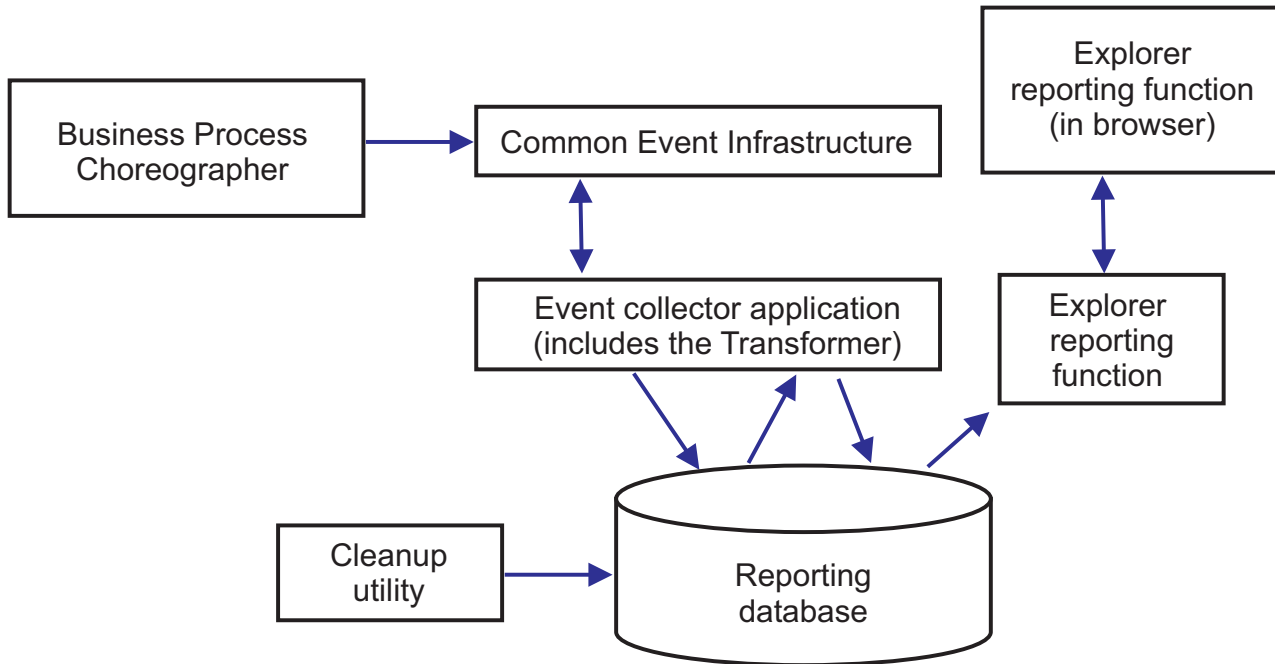 Business Process
Choreographer
Common Event Infrastructure
Explorer
reporting function
(in browser)
Event collector application
(includes the Transformer)
Explorer
reporting
function
Cleanup
utility
Reporting
database